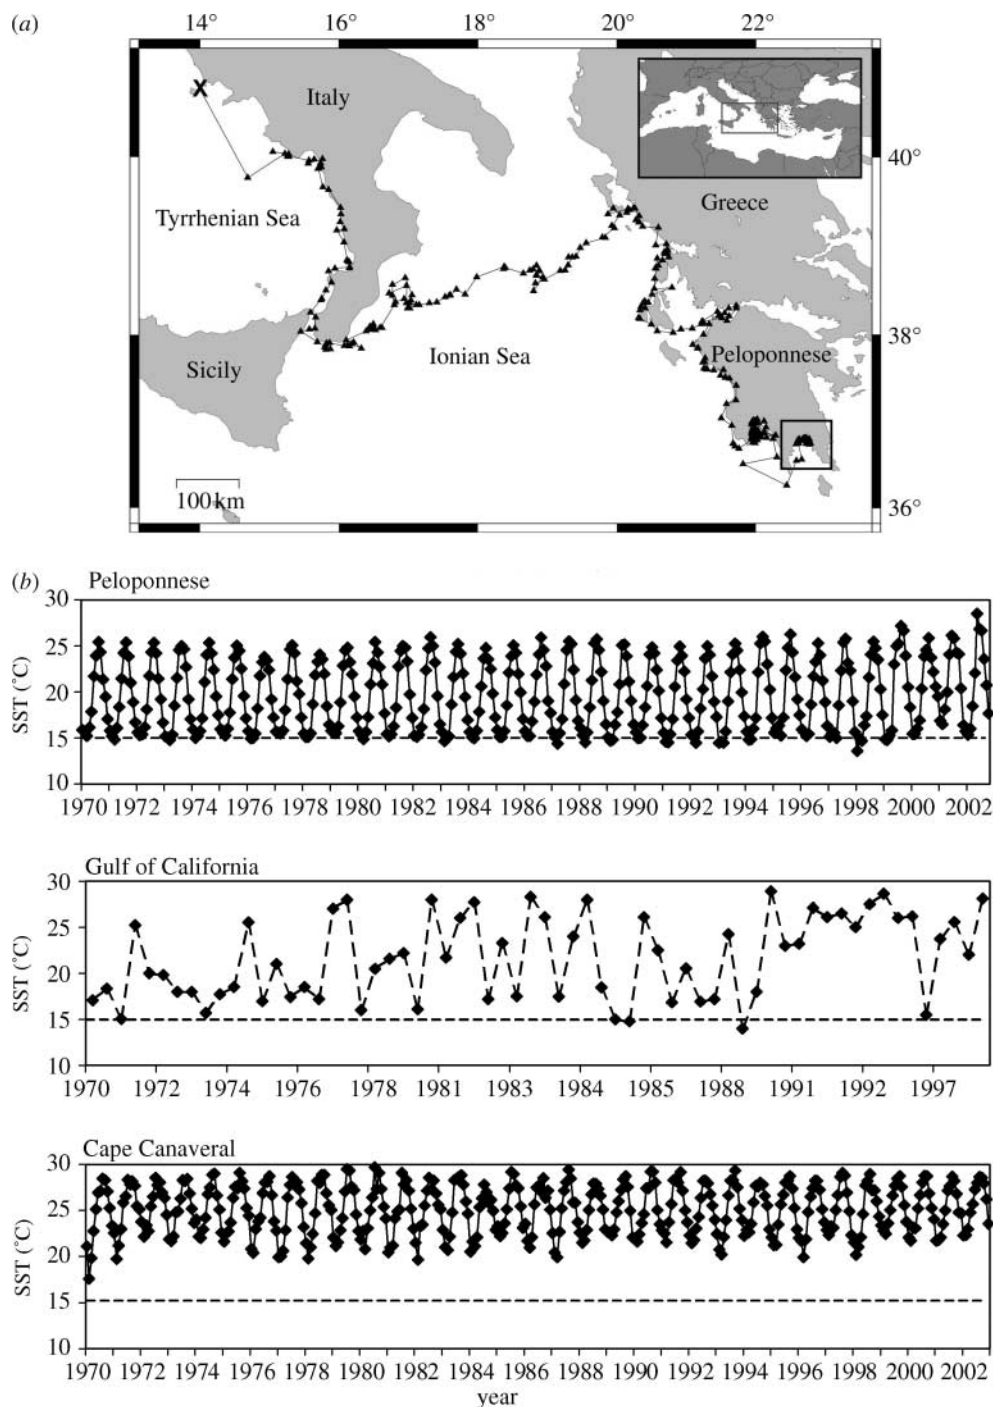 (a)
14° 16° 18° 20° 22°
X
Italy
40°
Greece
Tyrrhenian Sea
38°
Ionian Sea
Peloponnese
Sicily
100 km
36°
(b)
Peloponnese
30
25
20
15
10
SST (˚C)
1970 1972 1974 1976 1978 1980 1982 1984 1986 1988 1990 1992 1994 1996 1998 2000 2002
Gulf of California
30
25
20
15
10
SST (˚C)
1970 1972 1974 1978 1978 1981 1983 1984 1985 1988 1991 1992 1997
Cape Canaveral
30
25
20
15
10
SST (˚C)
1970 1972 1974 1976 1978 1980 1982 1984 1986 1988 1990 1992 1994 1996 1998 2000 2002
year